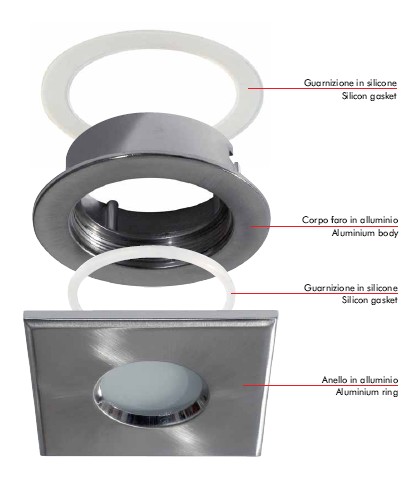 Guarnizione in silicone
Silicon gasket
Corpo faro in alluminio
Aluminium body
Guarnizione in silicone
Silicon gasket
Anello in alluminio
Aluminium ring